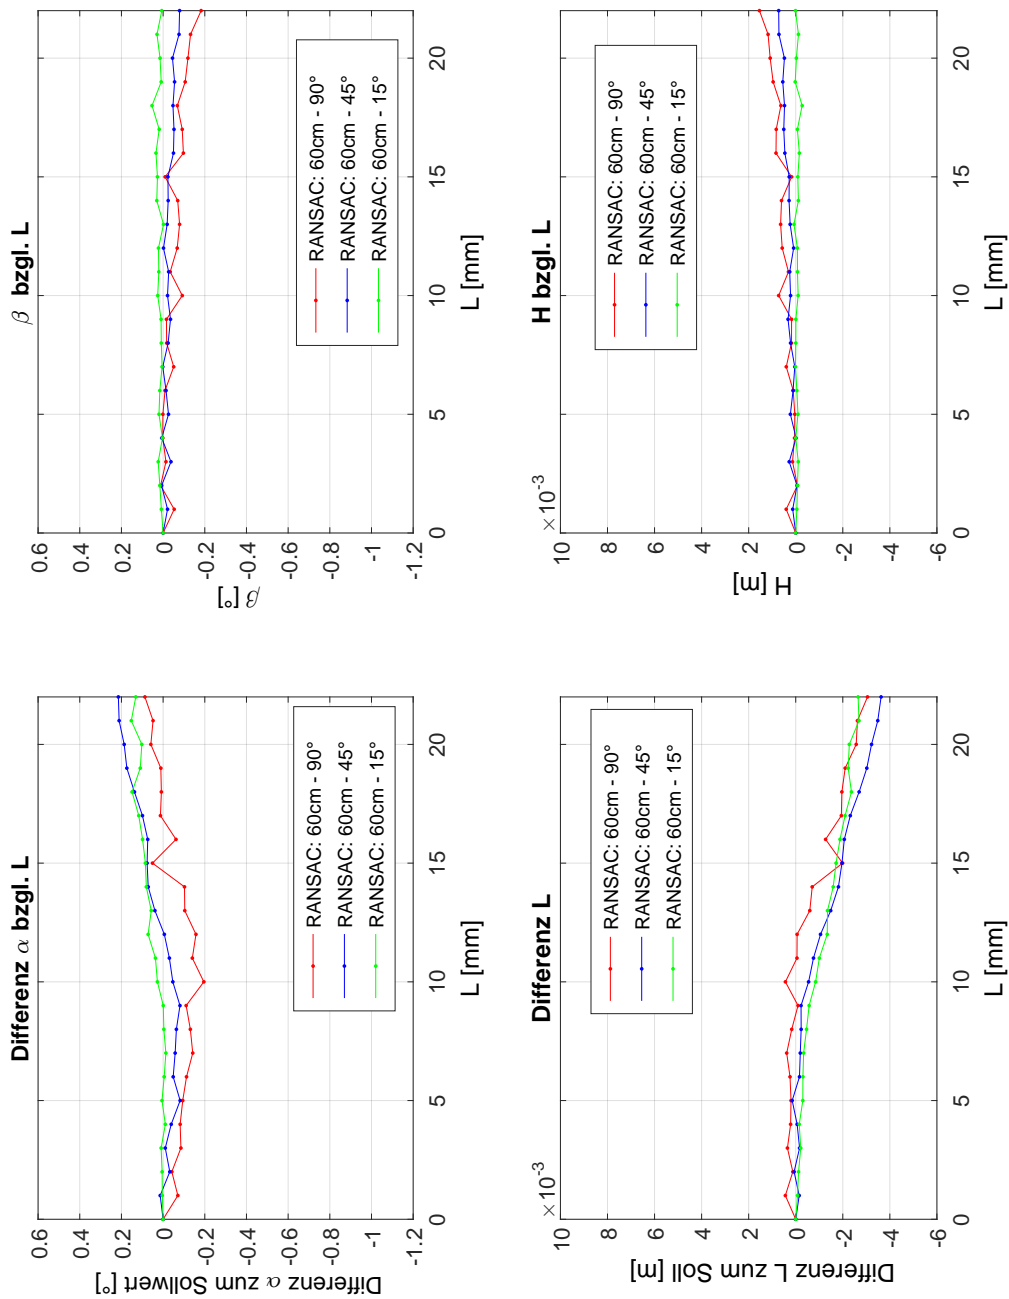 Differenz α bzgl. L
Differenz α zum Sollwert [°]
0.6
0.4
0.2
0
-0.2
-0.4
-0.6
-0.8
-1
-1.2
0
5
10
15
20
L [mm]
RANSAC: 60cm - 90°
RANSAC: 60cm - 45°
RANSAC: 60cm - 15°
β bzgl. L
β [°]
0.6
0.4
0.2
0
-0.2
-0.4
-0.6
-0.8
-1
-1.2
0
5
10
15
20
L [mm]
RANSAC: 60cm - 90°
RANSAC: 60cm - 45°
RANSAC: 60cm - 15°
Differenz L
×10-3
Differenz L zum Soll [m]
10
8
6
4
2
0
-2
-4
-6
0
5
10
15
20
L [mm]
RANSAC: 60cm - 90°
RANSAC: 60cm - 45°
RANSAC: 60cm - 15°
H bzgl. L
×10-3
H [m]
10
8
6
4
2
0
-2
-4
-6
0
5
10
15
20
L [mm]
RANSAC: 60cm - 90°
RANSAC: 60cm - 45°
RANSAC: 60cm - 15°